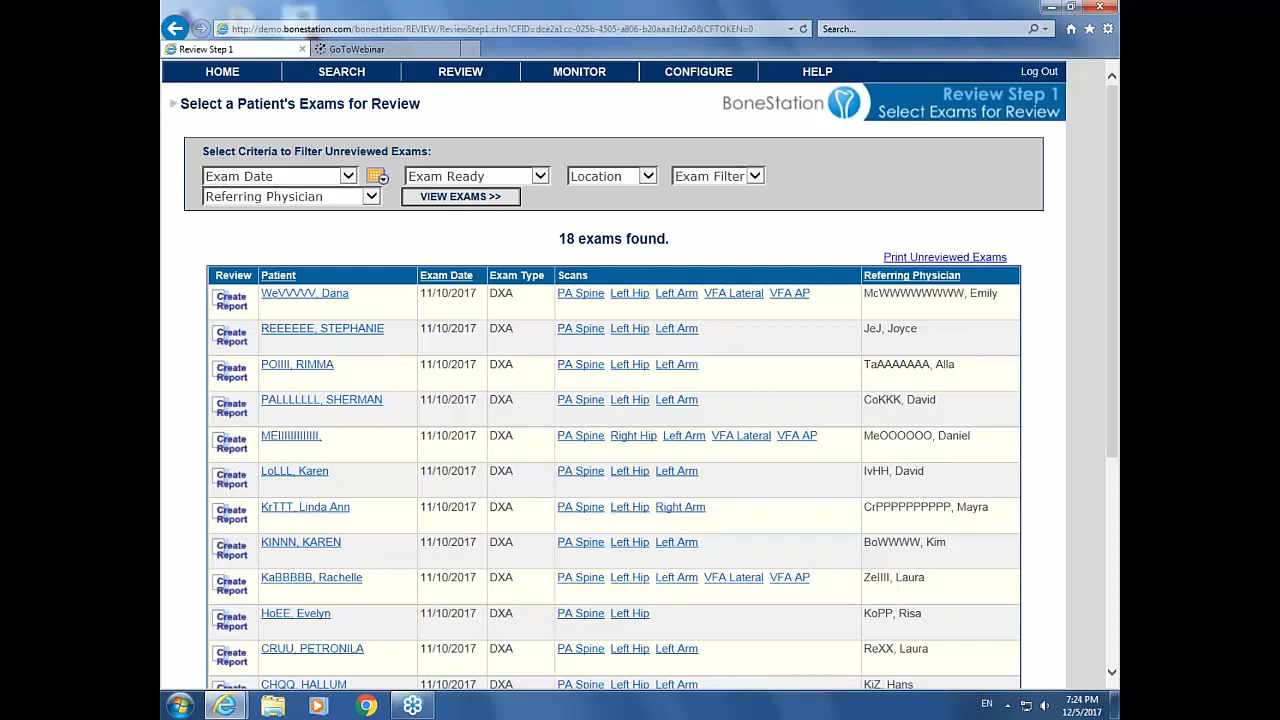 http://demo.bonestation.com/bonestation/REVIEW/ReviewStep1.cfm?CFID=dce2a1cc-025b-4505-a806-b20aaa3fd2a0&CFTOKEN=0 Search...
Review Step 1 GoToWebinar
HOME SEARCH REVIEW MONITOR CONFIGURE HELP Log Out
Select a Patient's Exams for Review
BoneStation
Review Step 1
Select Exams for Review
Select Criteria to Filter Unreviewed Exams:
Exam Date Exam Ready Location Exam Filter
Referring Physician VIEW EXAMS >>
18 exams found.
Print Unreviewed Exams
Review Patient Exam Date Exam Type Scans Referring Physician
Create Report WeVVVVV, Dana 11/10/2017 DXA PA Spine Left Hip Left Arm VFA Lateral VFA AP McWWWWWWWW, Emily
Create Report REEEEEE, STEPHANIE 11/10/2017 DXA PA Spine Left Hip Left Arm JeJ, Joyce
Create Report POIIII, RIMMA 11/10/2017 DXA PA Spine Left Hip Left Arm TaAAAAAAA, Alla
Create Report PALLLLLLL, SHERMAN 11/10/2017 DXA PA Spine Left Hip Left Arm CoKKK, David
Create Report MEIIIIIIIIIIIII, 11/10/2017 DXA PA Spine Right Hip Left Arm VFA Lateral VFA AP MeOOOOOO, Daniel
Create Report LoLLL, Karen 11/10/2017 DXA PA Spine Left Hip Left Arm IvHH, David
Create Report KrTTT, Linda Ann 11/10/2017 DXA PA Spine Left Hip Right Arm CrPPPPPPPPPP, Mayra
Create Report KINNN, KAREN 11/10/2017 DXA PA Spine Left Hip Left Arm BoWWWW, Kim
Create Report KaBBBBB, Rachelle 11/10/2017 DXA PA Spine Left Hip Left Arm VFA Lateral VFA AP ZeIIII, Laura
Create Report HoEE, Evelyn 11/10/2017 DXA PA Spine Left Hip KoPP, Risa
Create Report CRUU, PETRONILA 11/10/2017 DXA PA Spine Left Hip Left Arm ReXX, Laura
Create CHQQ, HALLUM 11/10/2017 DXA PA Spine Left Hip Left Arm KiZ, Hans
EN 7:24 PM
12/5/2017